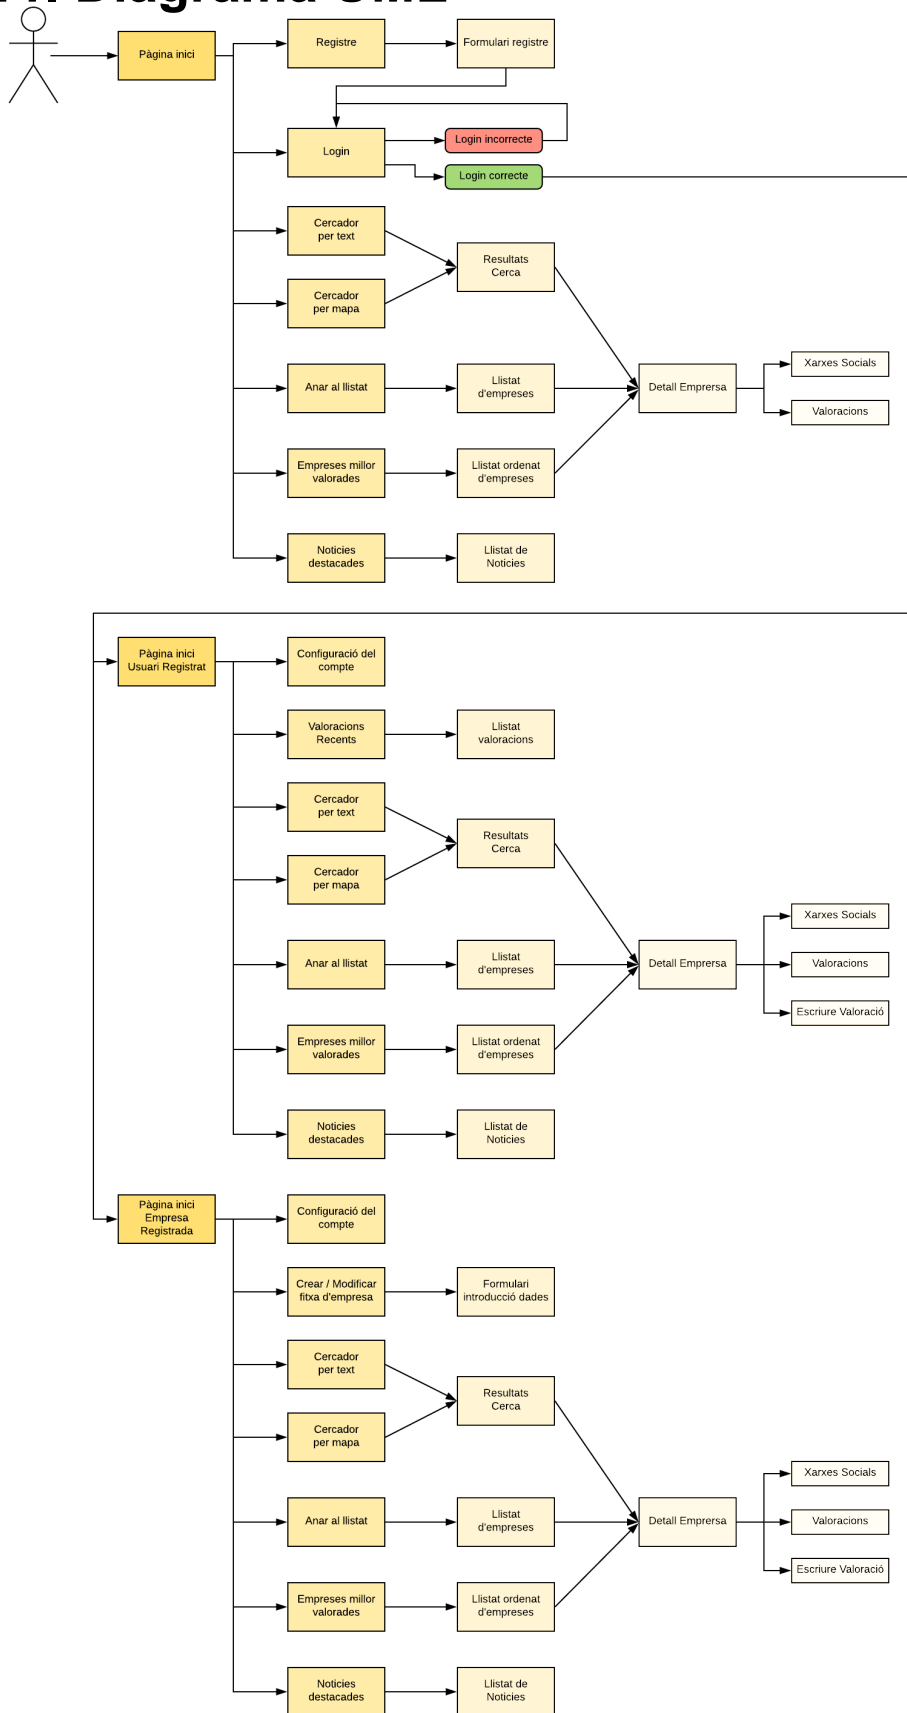 Diagrama UML
Pàgina inici
Registre
Formulari registre
Login
Login incorrecte
Login correcte
Cercador
per text
Cercador
per mapa
Resultats
Cerca
Anar al llistat
Llistat
d'empreses
Detall Emprersa
Xarxes Socials
Valoracions
Empreses millor
valorades
Llistat ordenat
d'empreses
Noticies
destacades
Llistat de
Noticies
Pàgina inici
Usuari Registrat
Configuració del
compte
Valoracions
Recents
Llistat
valoracions
Cercador
per text
Cercador
per mapa
Resultats
Cerca
Anar al llistat
Llistat
d'empreses
Detall Emprersa
Xarxes Socials
Valoracions
Escriure Valoració
Empreses millor
valorades
Llistat ordenat
d'empreses
Noticies
destacades
Llistat de
Noticies
Pàgina inici
Empresa
Registrada
Configuració del
compte
Crear / Modificar
fitxa d'empresa
Formulari
introducció dades
Cercador
per text
Cercador
per mapa
Resultats
Cerca
Anar al llistat
Llistat
d'empreses
Detall Emprersa
Xarxes Socials
Valoracions
Escriure Valoració
Empreses millor
valorades
Llistat ordenat
d'empreses
Noticies
destacades
Llistat de
Noticies